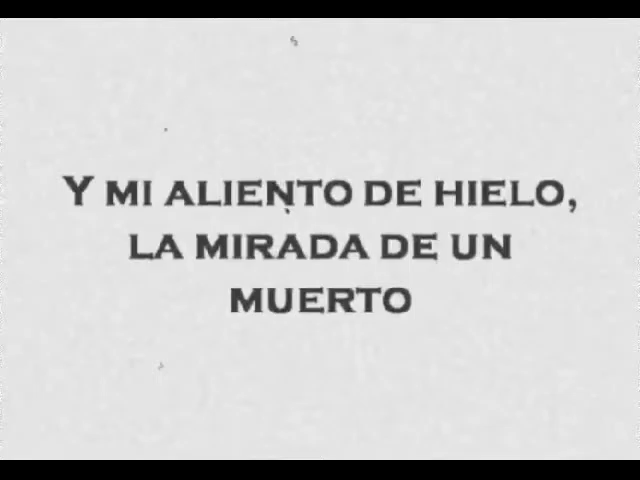 Y MI ALIENTO DE HIELO,
LA MIRADA DE UN
MUERTO